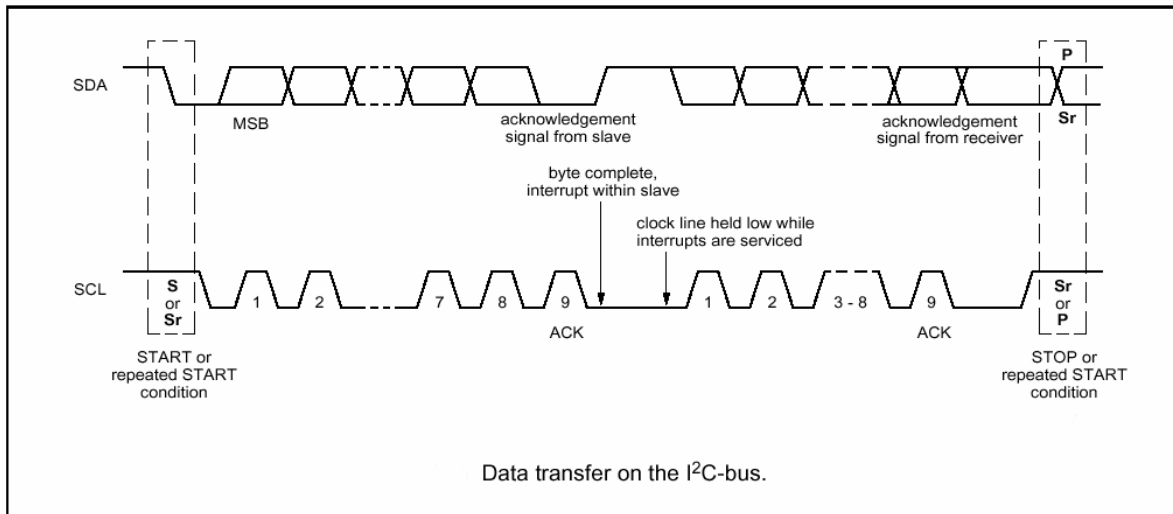 P
SDA
MSB
acknowledgement
signal from slave
acknowledgement
signal from receiver
Sr
byte complete,
interrupt within slave
clock line held low while
interrupts are serviced
SCL
S
or
Sr
1
2
7
8
9
1
2
3 - 8
9
Sr
or
P
ACK
ACK
START or
repeated START
condition
STOP or
repeated START
condition
Data transfer on the I²C-bus.